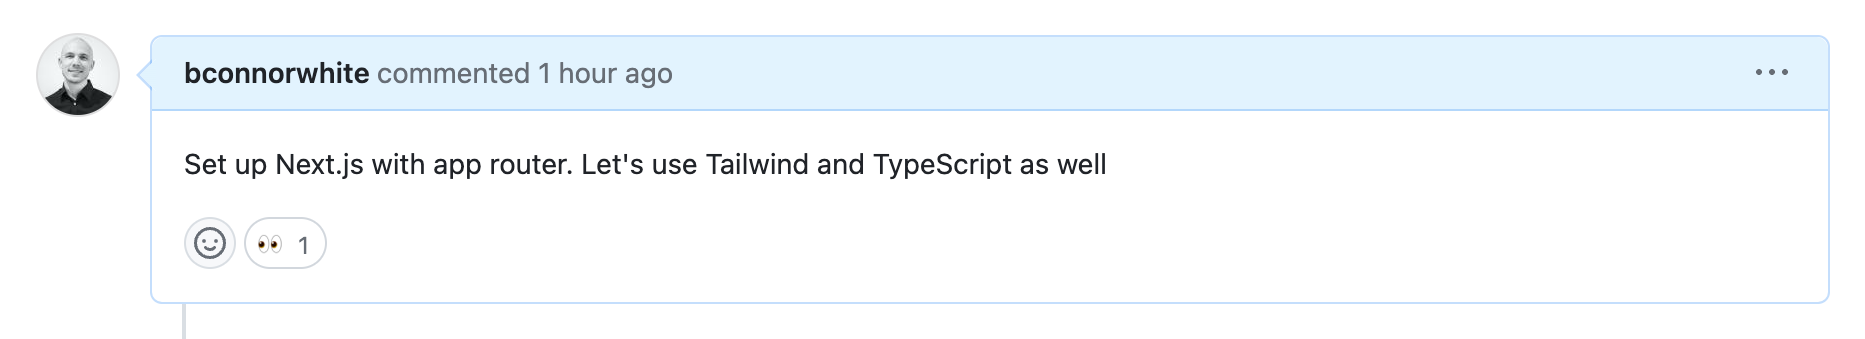 bconnorwhite commented 1 hour ago
Set up Next.js with app router. Let's use Tailwind and TypeScript as well
👀 1